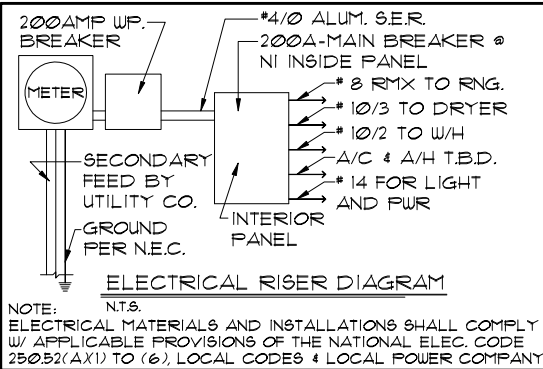 200AMP WP.
BREAKER
#4/0 ALUM. S.E.R.
200A-MAIN BREAKER @
NI INSIDE PANEL
METER
# 8 RMX TO RNG.
# 10/3 TO DRYER
# 10/2 TO W/H
A/C & A/H T.B.D.
# 14 FOR LIGHT
AND PWR
SECONDARY
FEED BY
UTILITY CO.
GROUND
PER N.E.C.
INTERIOR
PANEL
ELECTRICAL RISER DIAGRAM
N.T.S.
NOTE:
ELECTRICAL MATERIALS AND INSTALLATIONS SHALL COMPLY
W/ APPLICABLE PROVISIONS OF THE NATIONAL ELEC. CODE
250.52(A)(1) TO (6), LOCAL CODES & LOCAL POWER COMPANY